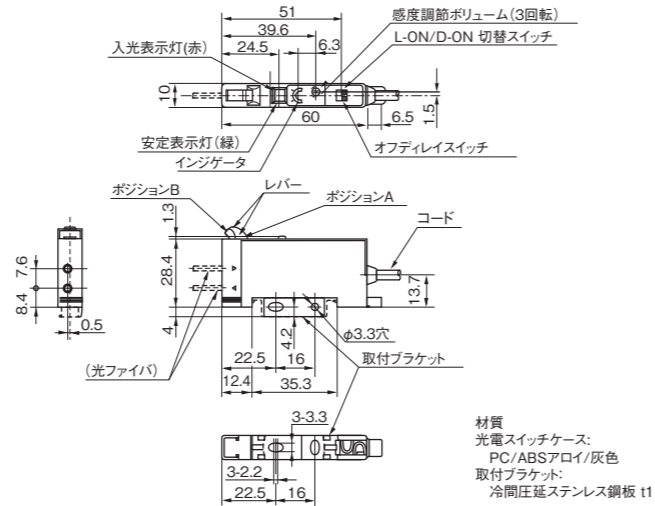 51
感度調節ボリューム(3回転)
39.6
L-ON/D-ON 切替スイッチ
入光表示灯(赤)
24.5
6.3
10
1.5
60
6.5
安定表示灯(緑)
オフディレイスイッチ
インジゲータ
レバー
ポジションB
ポジションA
1.3
コード
7.6
28.4
13.7
8.4
0.5
4
4.2
φ3.3穴
(光ファイバ)
22.5
16
取付ブラケット
12.4
35.3
3-3.3
3-2.2
22.5
16
材質
光電スイッチケース:
PC/ABSアロイ/灰色
取付ブラケット:
冷間圧延ステンレス鋼板 t1